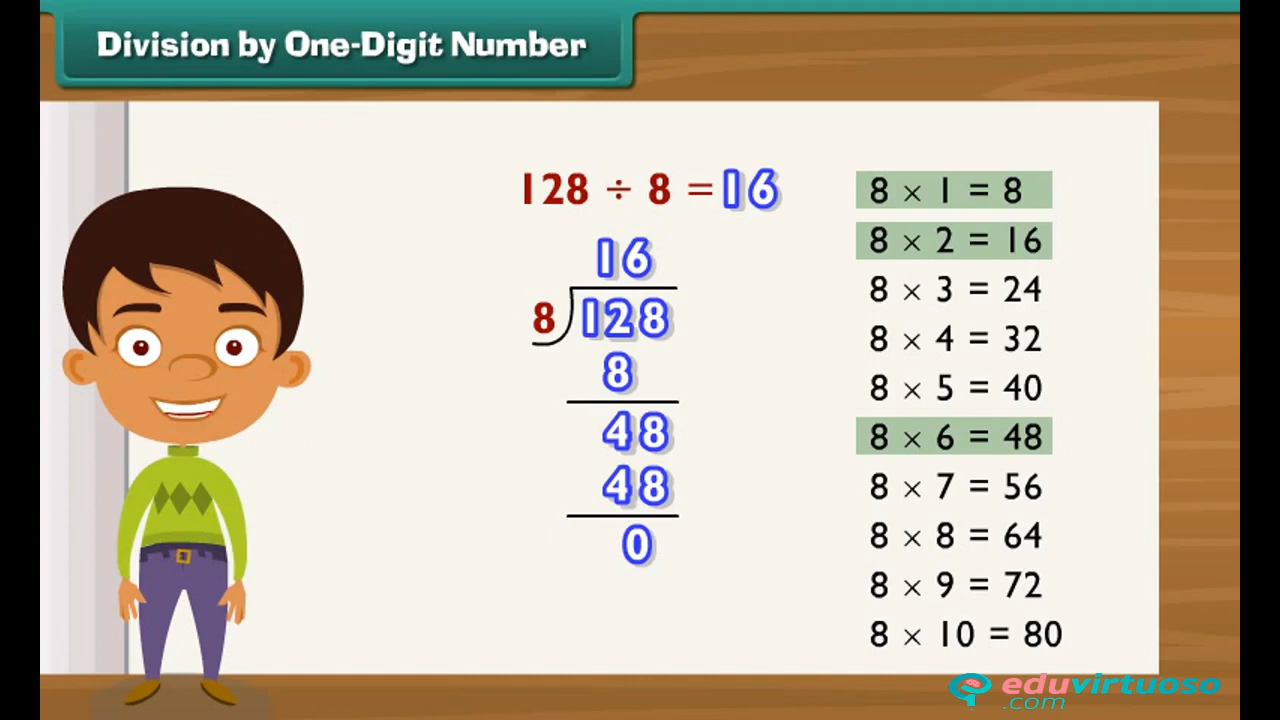 Division by One-Digit Number
128 ÷ 8 = 16
16
8 128
8
48
48
0
8 × 1 = 8
8 × 2 = 16
8 × 3 = 24
8 × 4 = 32
8 × 5 = 40
8 × 6 = 48
8 × 7 = 56
8 × 8 = 64
8 × 9 = 72
8 × 10 = 80
eduvirtuoso
.com